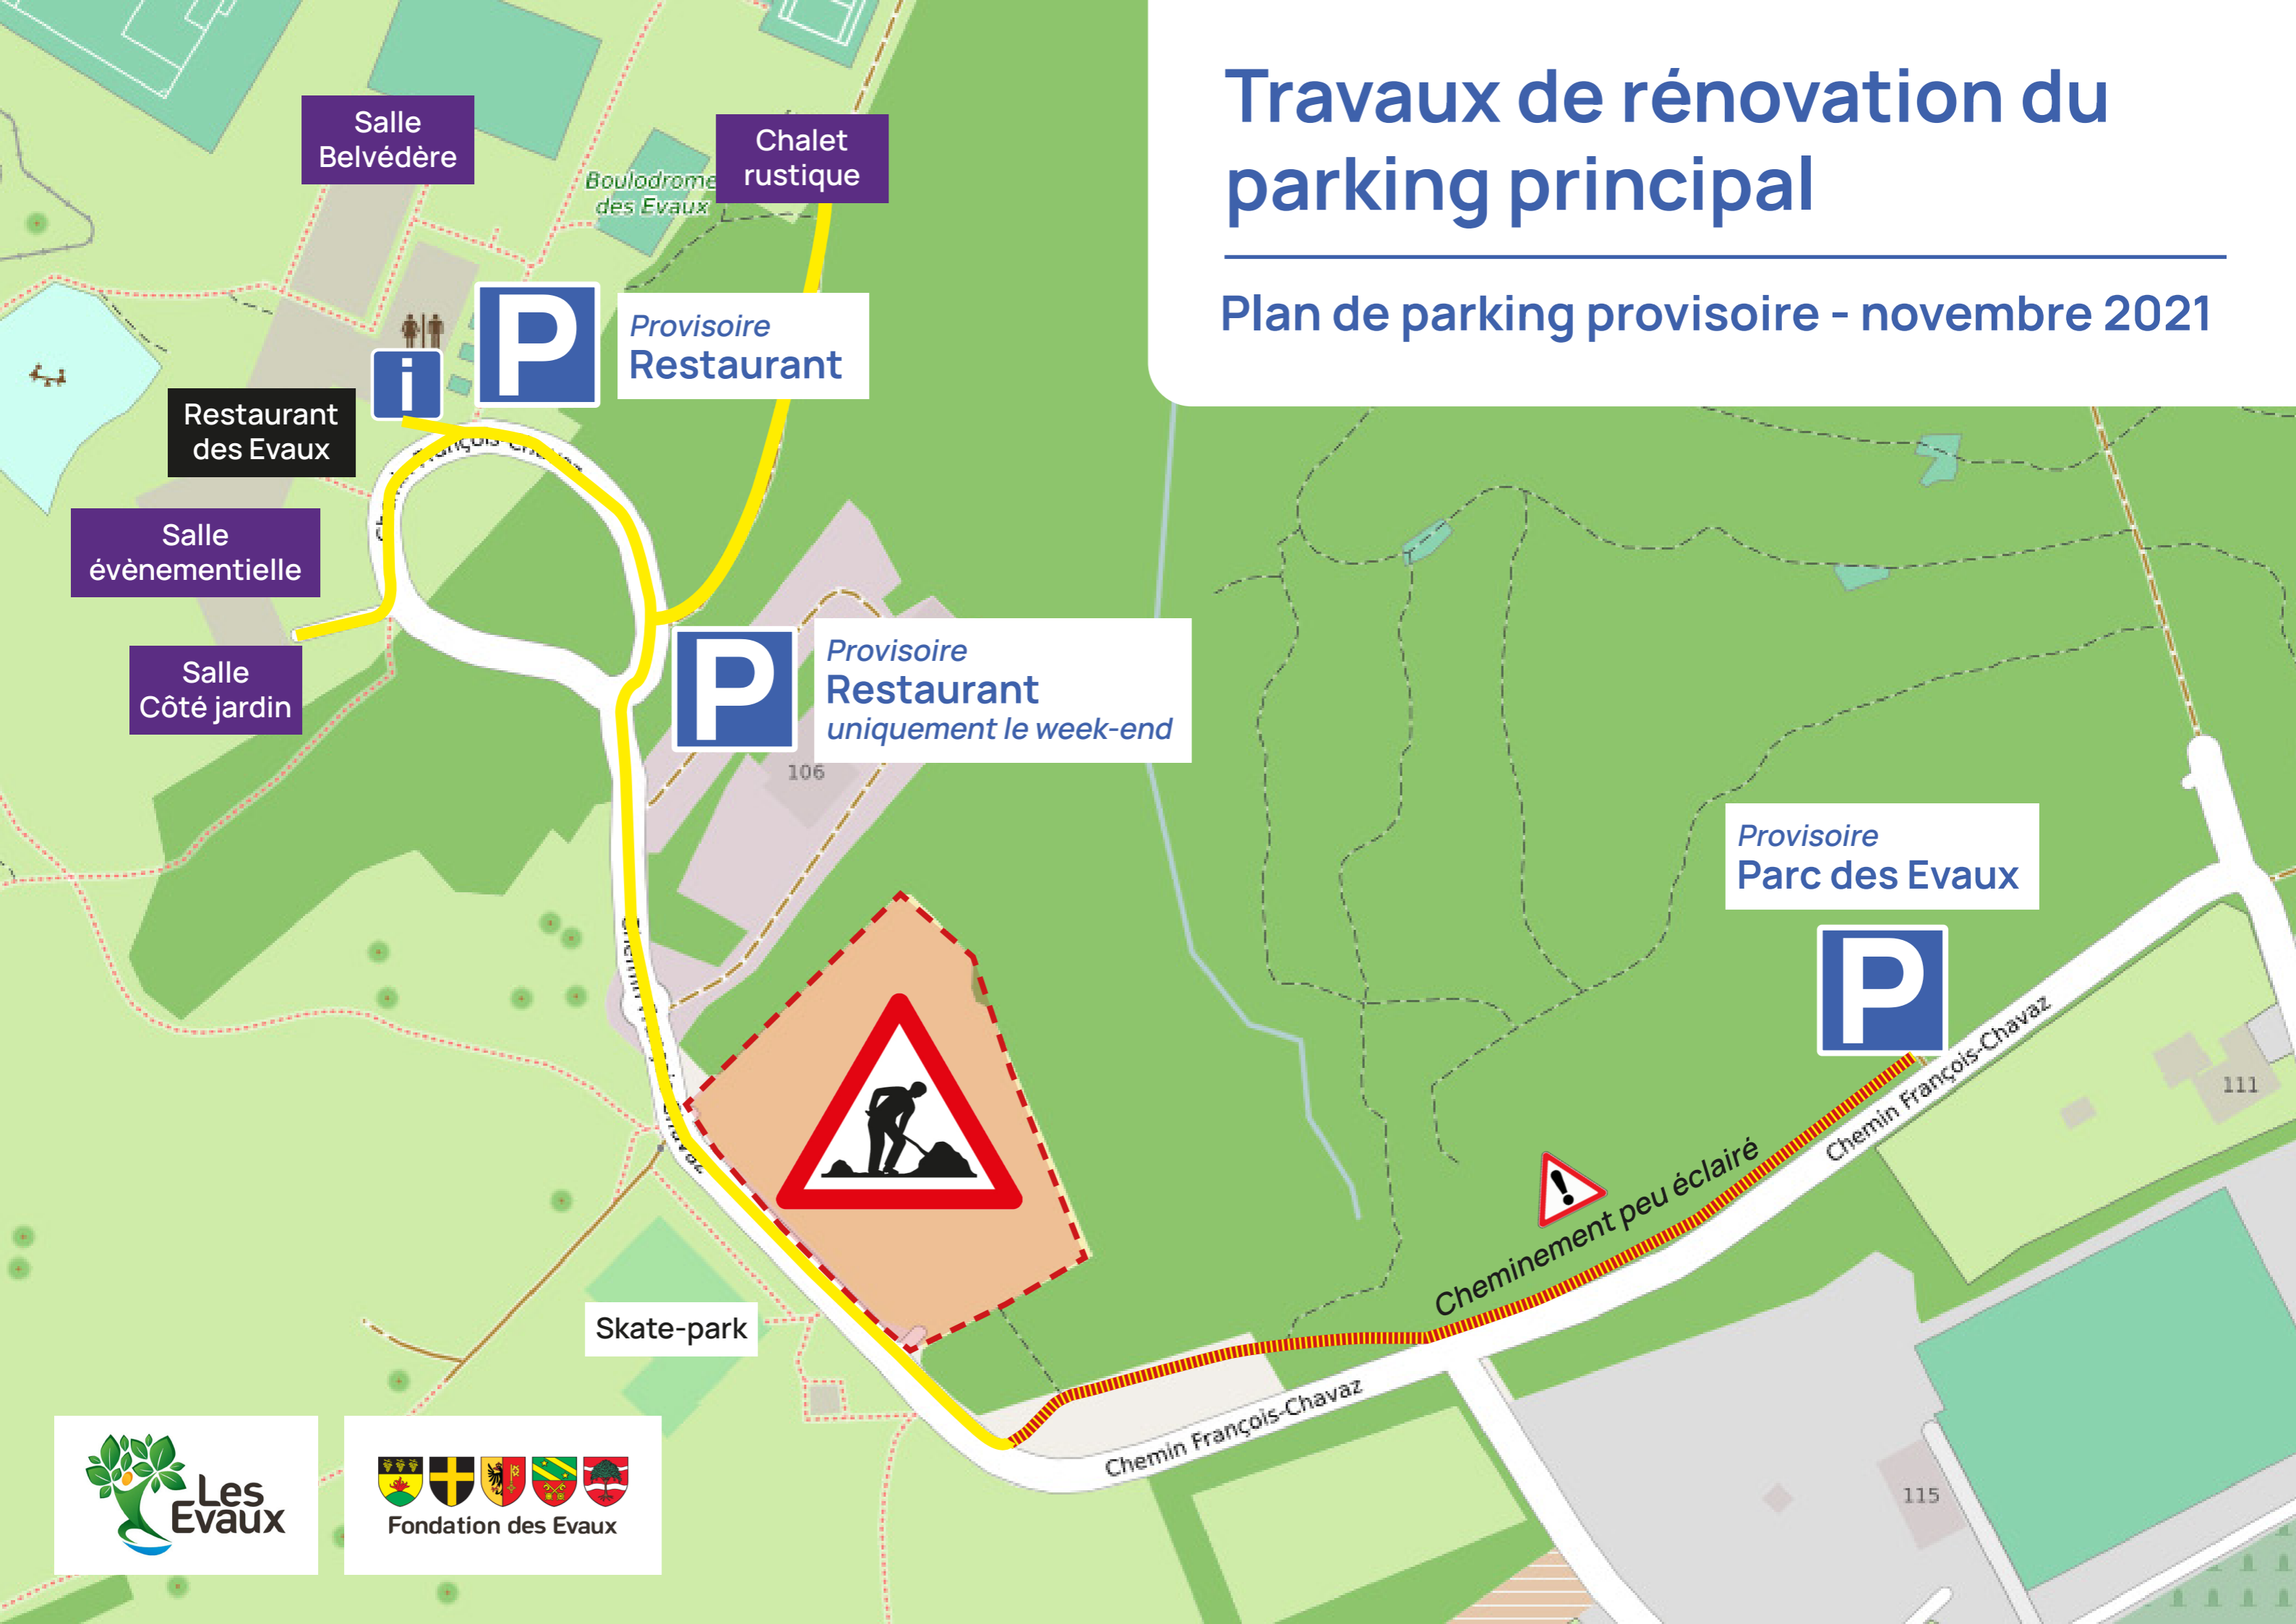 Travaux de rénovation du
parking principal
Plan de parking provisoire - novembre 2021
Salle
Belvédère
Chalet
rustique
Boulodrome
des Evaux
P
Provisoire
Restaurant
i
Restaurant
des Evaux
Salle
évènementielle
Salle
Côté jardin
P
Provisoire
Restaurant
uniquement le week-end
106
Provisoire
Parc des Evaux
P
Chemin François-Chavaz
111
!
Cheminement peu éclairé
Skate-park
Chemin François-Chavaz
115
Les
Evaux
Fondation des Evaux